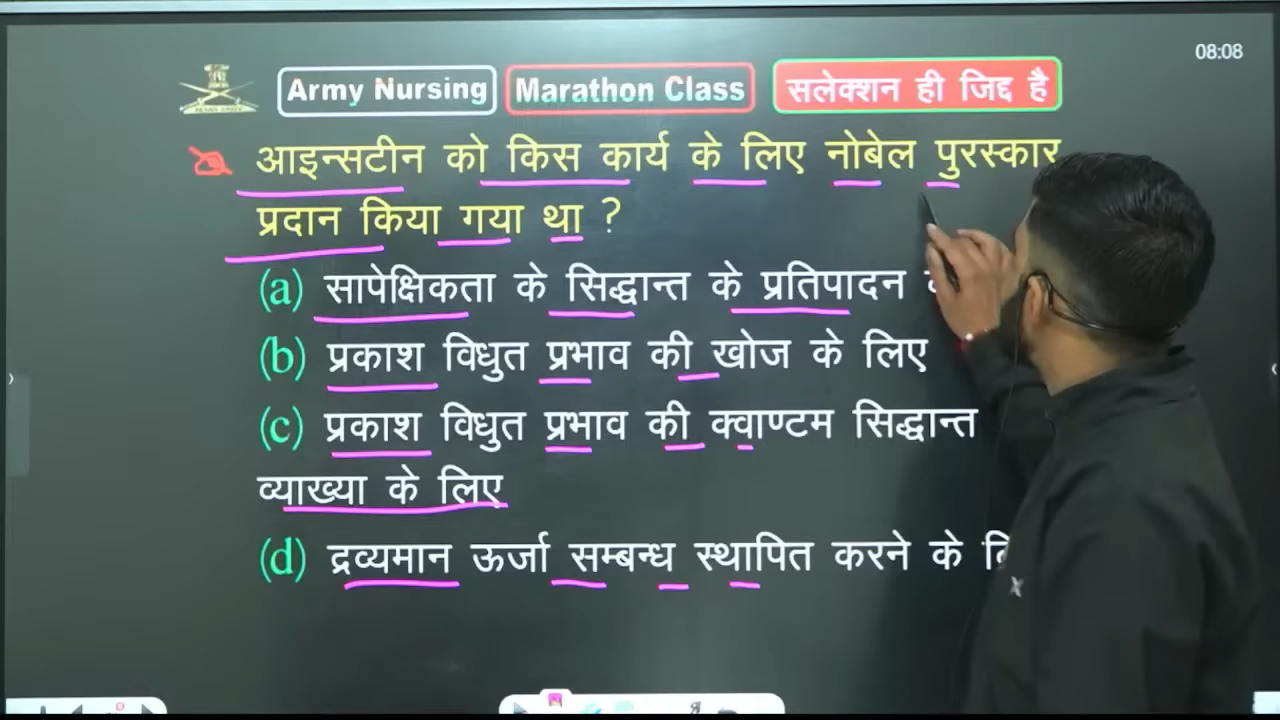 08:08
Army Nursing Marathon Class सलेक्शन ही जिद्द है
आइन्सटीन को किस कार्य के लिए नोबेल पुरस्कार
प्रदान किया गया था ?
(a) सापेक्षिकता के सिद्धान्त के प्रतिपादन
(b) प्रकाश विधुत प्रभाव की खोज के लिए
(c) प्रकाश विधुत प्रभाव की क्वाण्टम सिद्धान्त
व्याख्या के लिए
(d) द्रव्यमान ऊर्जा सम्बन्ध स्थापित करने के